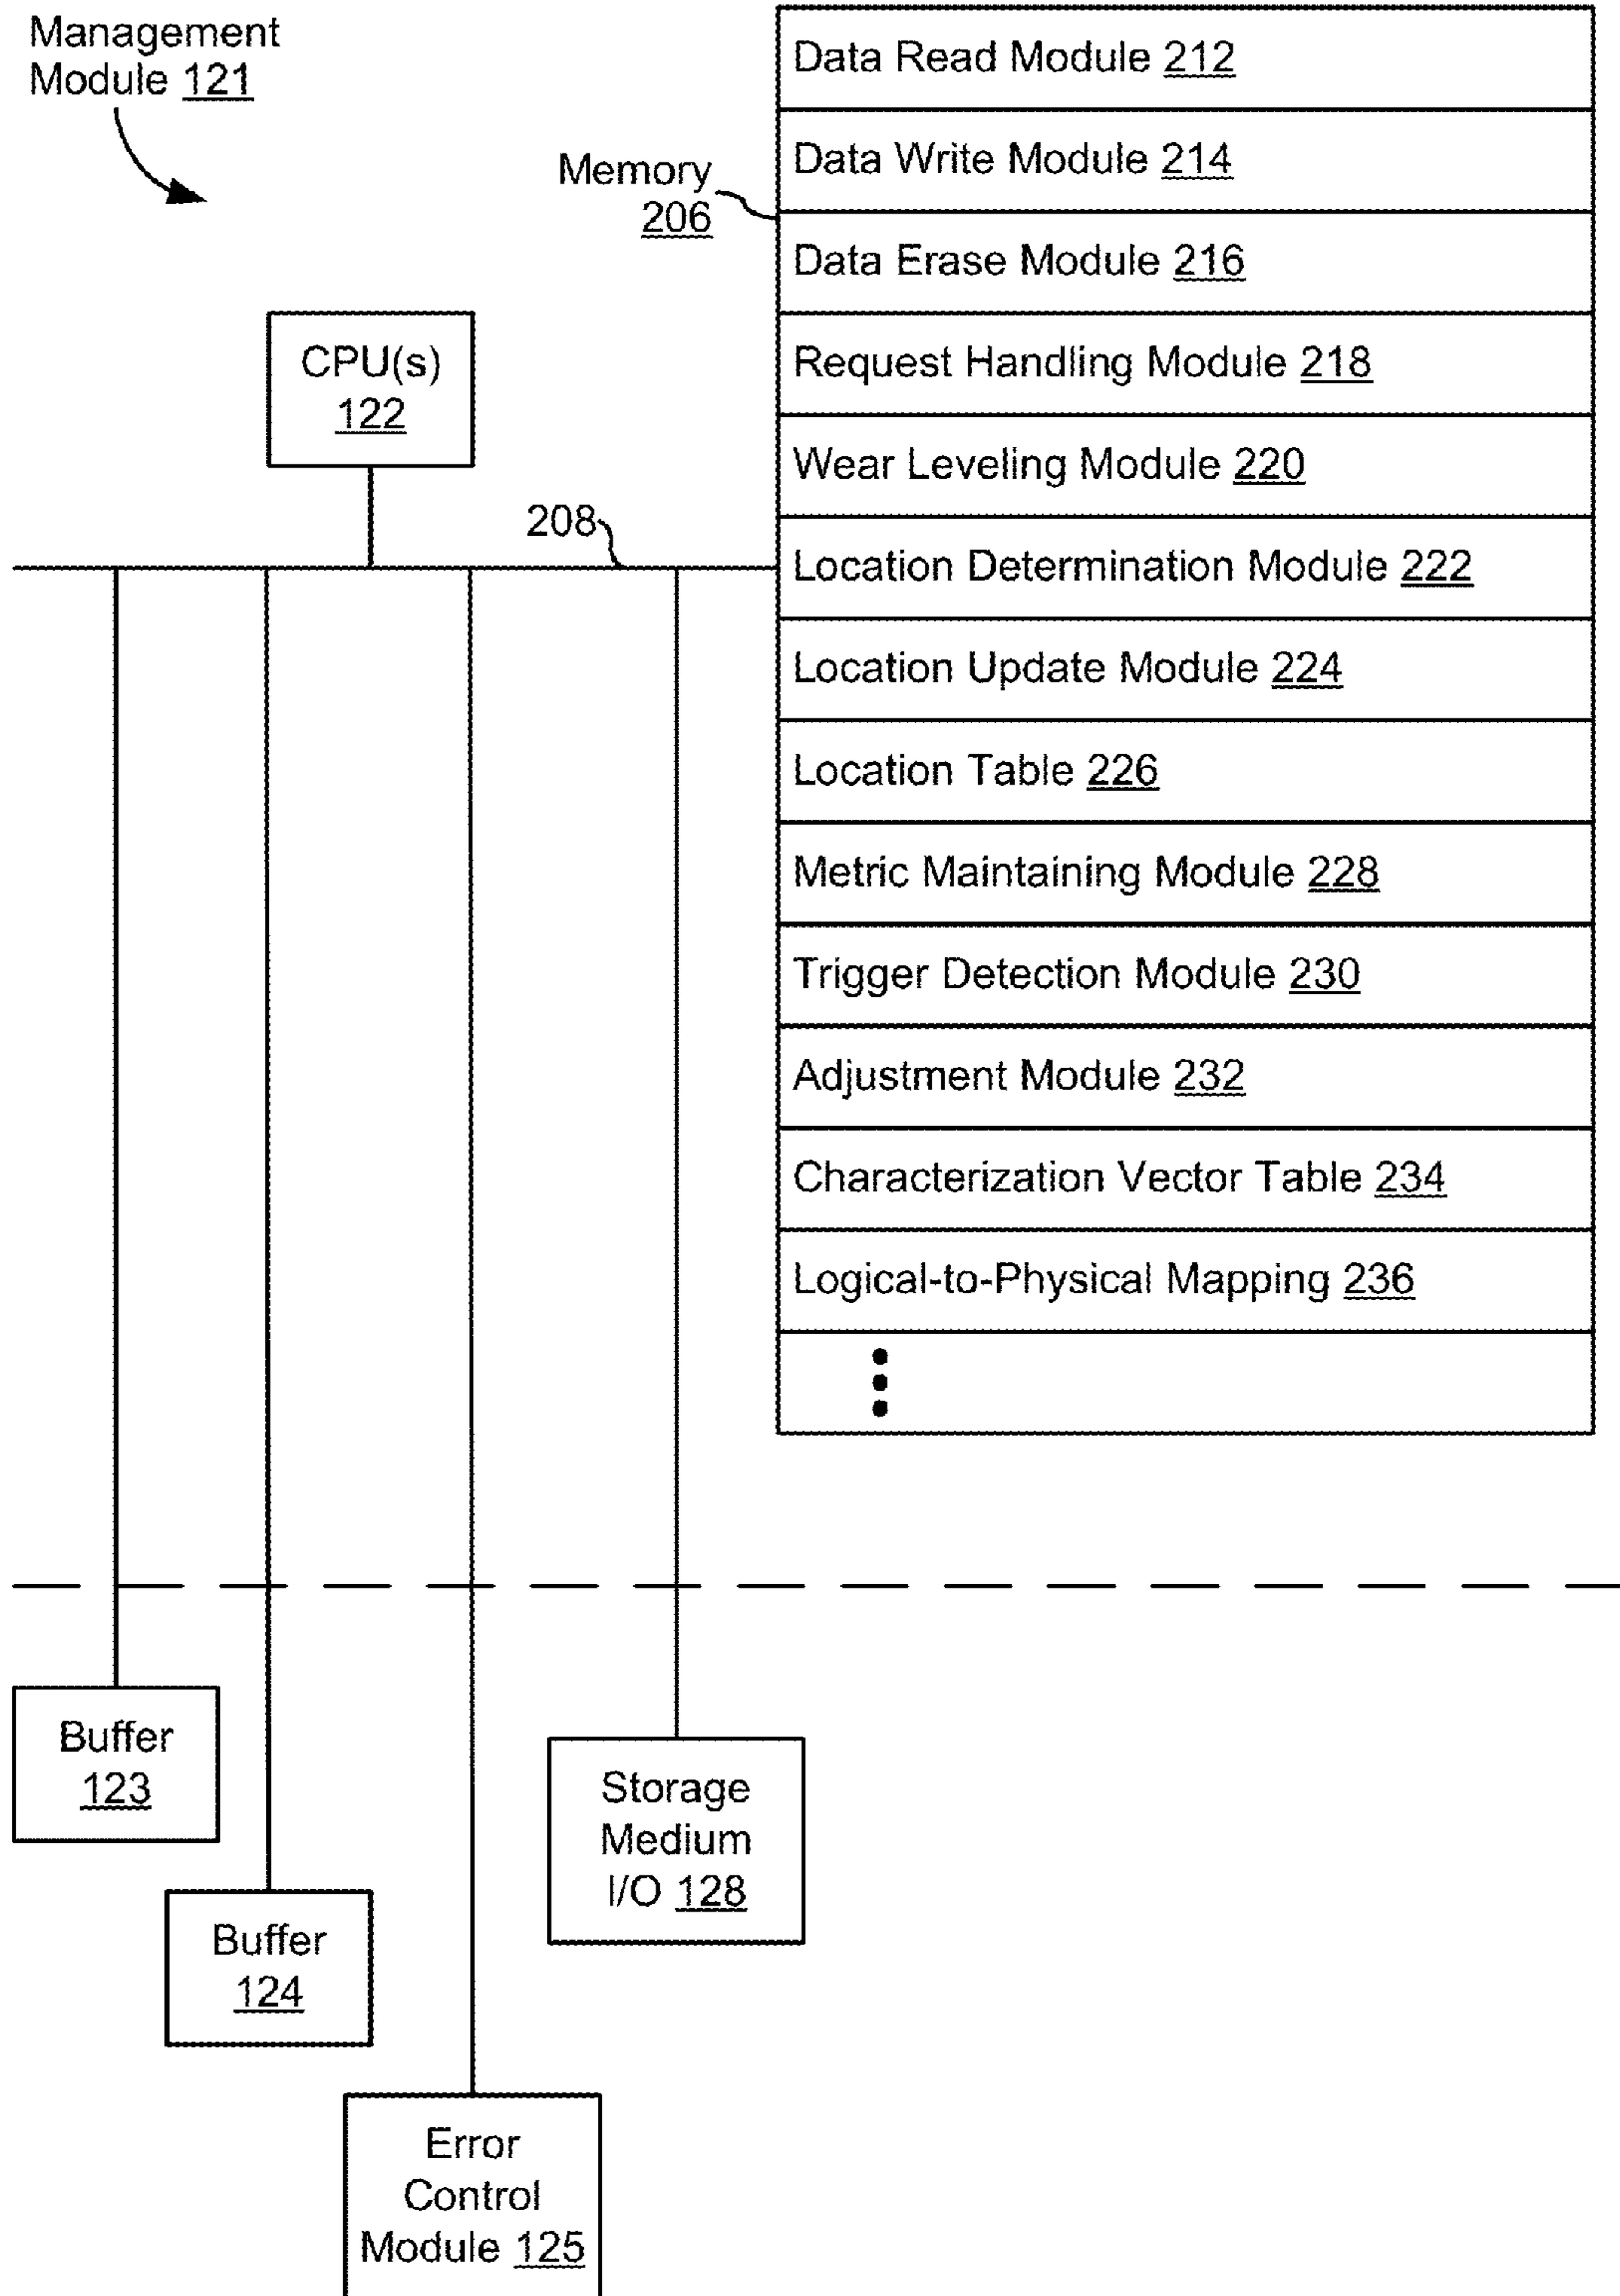 Management
Module 121
Data Read Module 212
Data Write Module 214
Memory
206
Data Erase Module 216
CPU(s)
122
Request Handling Module 218
Wear Leveling Module 220
208
Location Determination Module 222
Location Update Module 224
Location Table 226
Metric Maintaining Module 228
Trigger Detection Module 230
Adjustment Module 232
Characterization Vector Table 234
Logical-to-Physical Mapping 236
Buffer
123
Storage
Medium
I/O 128
Buffer
124
Error
Control
Module 125